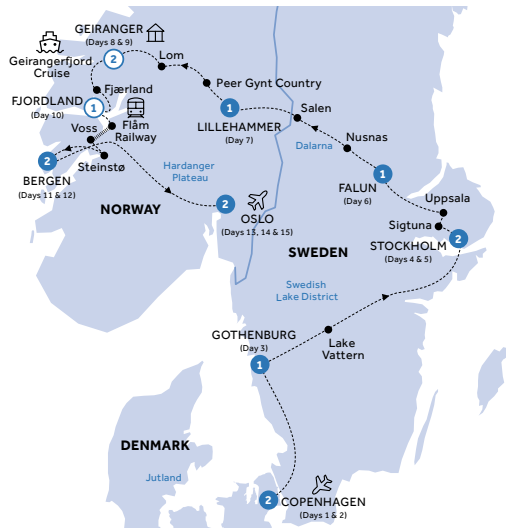 GEIRANGER
(Days 8 & 9)
2
Geirangerfjord
Cruise
Lom
Peer Gynt Country
Fjærland
FJORDLAND
(Day 10)
1
Flåm
Railway
Voss
Steinstø
2
BERGEN
(Days 11 & 12)
1
LILLEHAMMER
(Day 7)
Salen
Dalarna
Nusnas
1
FALUN
(Day 6)
Hardanger
Plateau
NORWAY
2
OSLO
(Days 13, 14 & 15)
Uppsala
Sigtuna
STOCKHOLM
(Days 4 & 5)
2
SWEDEN
Swedish
Lake District
GOTHENBURG
(Day 3)
1
Lake
Vattern
DENMARK
Jutland
2
COPENHAGEN
(Days 1 & 2)